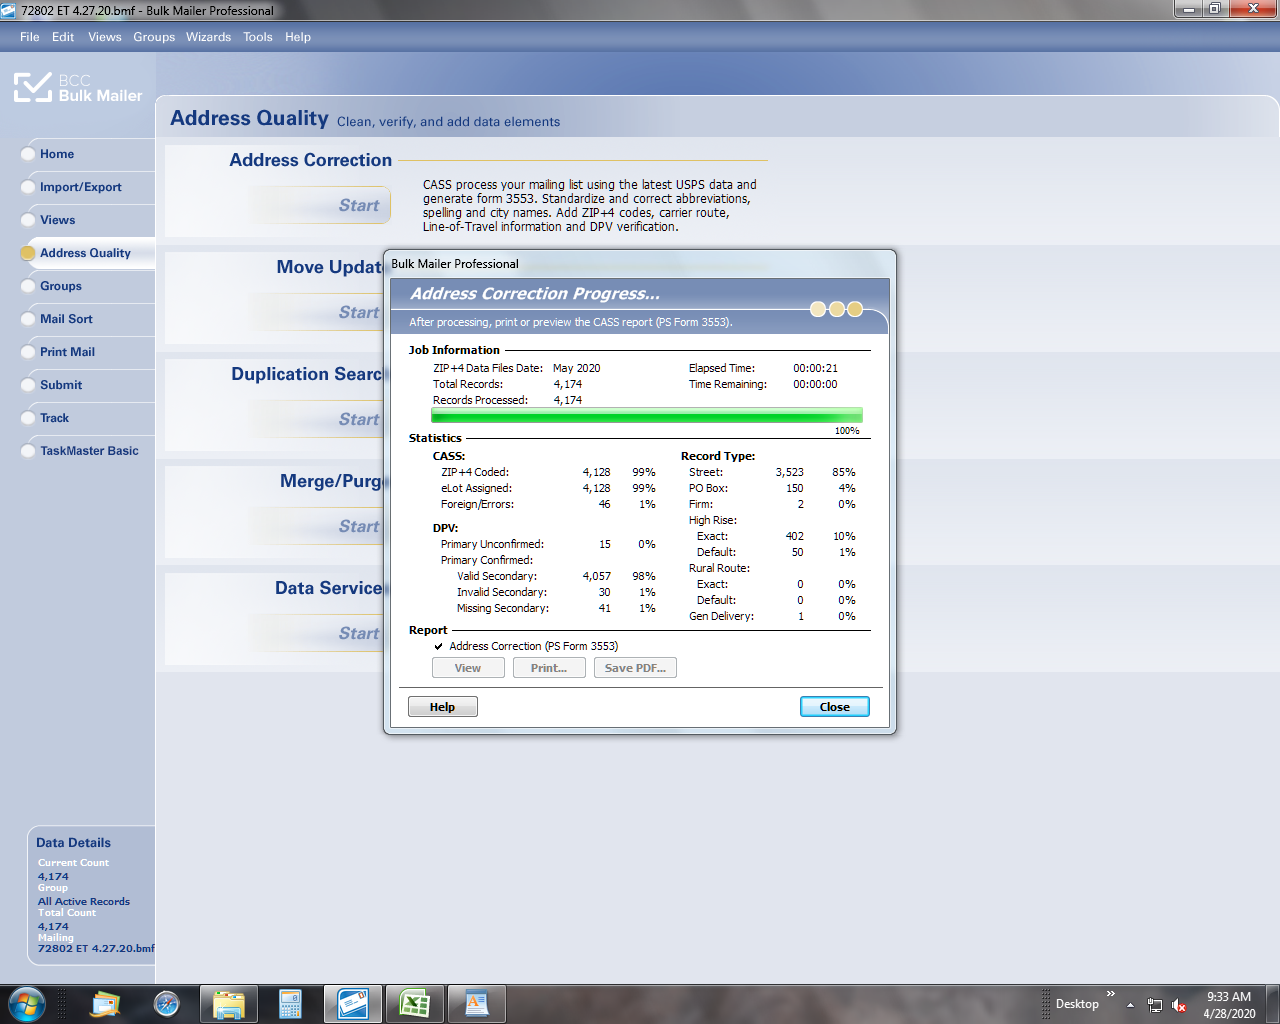 72802 ET 4.27.20.bmf - Bulk Mailer Professional
File Edit Views Groups Wizards Tools Help
BCC
Bulk Mailer
Address Quality Clean, verify, and add data elements
Home
Import/Export
Views
Address Quality
Groups
Mail Sort
Print Mail
Submit
Track
TaskMaster Basic
Address Correction
Start
CASS process your mailing list using the latest USPS data and
generate form 3553. Standardize and correct abbreviations,
spelling and city names. Add ZIP+4 codes, carrier route,
Line-of-Travel information and DPV verification.
Move Update
Start
Duplication Searc
Start
Merge/Purg
Start
Data Service
Start
Bulk Mailer Professional
Address Correction Progress...
After processing, print or preview the CASS report (PS Form 3553).
Job Information
ZIP+4 Data Files Date: May 2020 Elapsed Time: 00:00:21
Total Records: 4,174 Time Remaining: 00:00:00
Records Processed: 4,174
100%
Statistics
CASS:
ZIP+4 Coded: 4,128 99%
eLot Assigned: 4,128 99%
Foreign/Errors: 46 1%
DPV:
Primary Unconfirmed: 15 0%
Primary Confirmed:
Valid Secondary: 4,057 98%
Invalid Secondary: 30 1%
Missing Secondary: 41 1%
Record Type:
Street: 3,523 85%
PO Box: 150 4%
Firm: 2 0%
High Rise:
Exact: 402 10%
Default: 50 1%
Rural Route:
Exact: 0 0%
Default: 0 0%
Gen Delivery: 1 0%
Report
Address Correction (PS Form 3553)
View Print... Save PDF...
Help Close
Data Details
Current Count
4,174
Group
All Active Records
Total Count
4,174
Mailing
72802 ET 4.27.20.bmf
Desktop
9:33 AM
4/28/2020